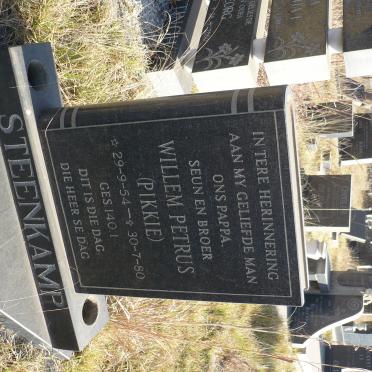 IN TERE HERINNERING
AAN MY GELIEFDE MAN
ONS PAPPA.
SEUN EN BROER
WILLEM PETRUS
(PIKKIE)
☆ 29-9-54 — ✞ 30-7-80
GES 140. 1
DIT IS DIE DAG
DIE HEER SE DAG
STEENKAMP